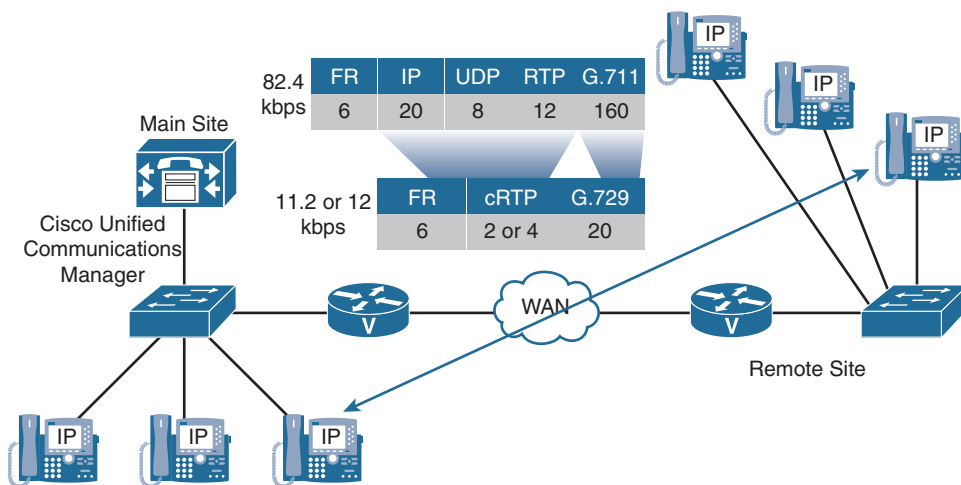 FR IP UDP RTP G.711
82.4 kbps
6 20 8 12 160
IP
IP
IP
Main Site
FR cRTP G.729
11.2 or 12 kbps
6 2 or 4 20
Cisco Unified
Communications
Manager
V
WAN
V
Remote Site
IP
IP
IP